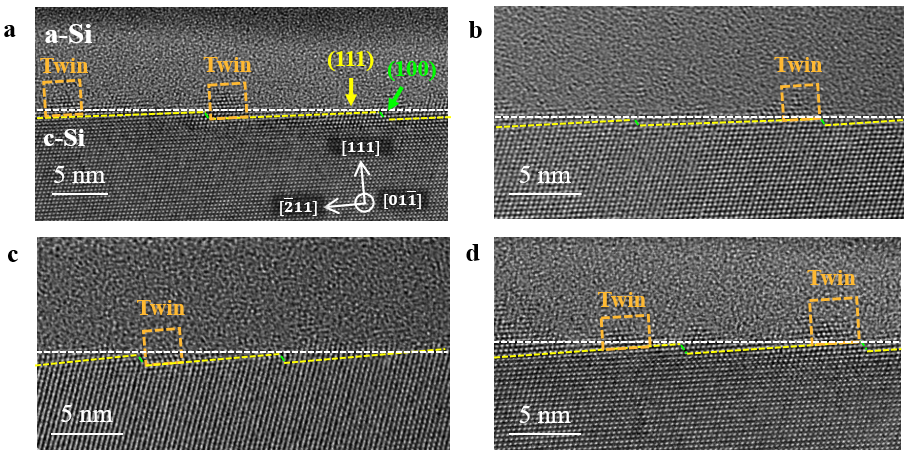 a
a-Si
Twin
Twin
(111)
(100)
c-Si
[111]
5 nm
[2̅11]
[011̅]
b
Twin
5 nm
c
Twin
5 nm
d
Twin
Twin
5 nm